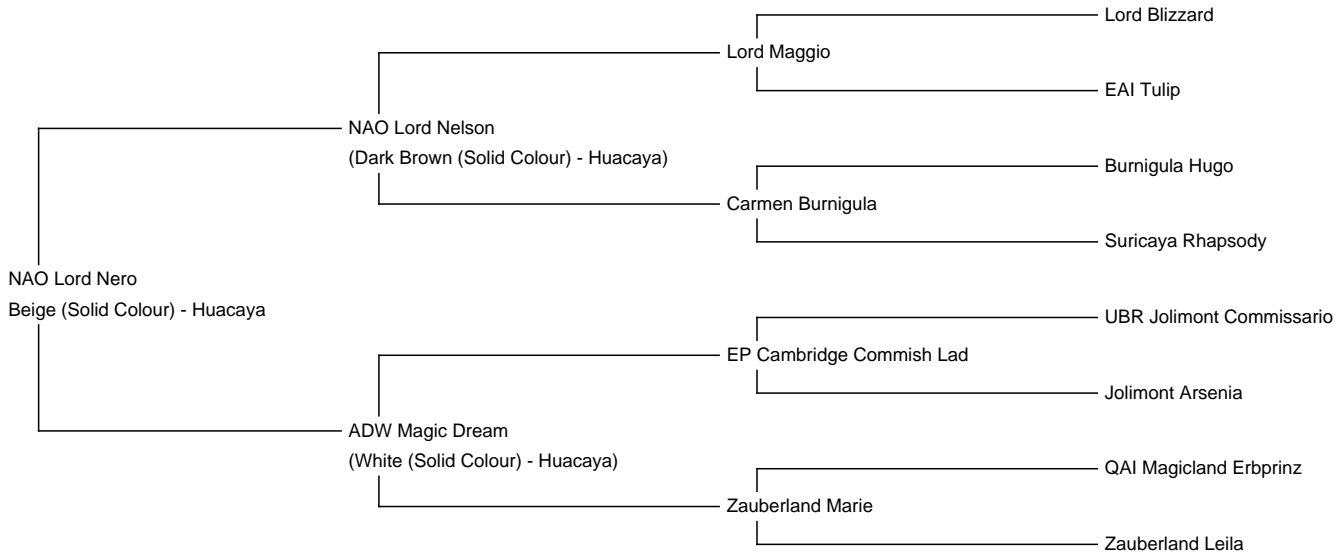 Lord Blizzard
Lord Maggio
EAI Tulip
NAO Lord Nelson
(Dark Brown (Solid Colour) - Huacaya)
Burnigula Hugo
Carmen Burnigula
Suricaya Rhapsody
NAO Lord Nero
Beige (Solid Colour) - Huacaya
UBR Jolimont Commissario
EP Cambridge Commish Lad
Jolimont Arsenia
ADW Magic Dream
(White (Solid Colour) - Huacaya)
QAI Magicland Erbprinz
Zauberland Marie
Zauberland Leila